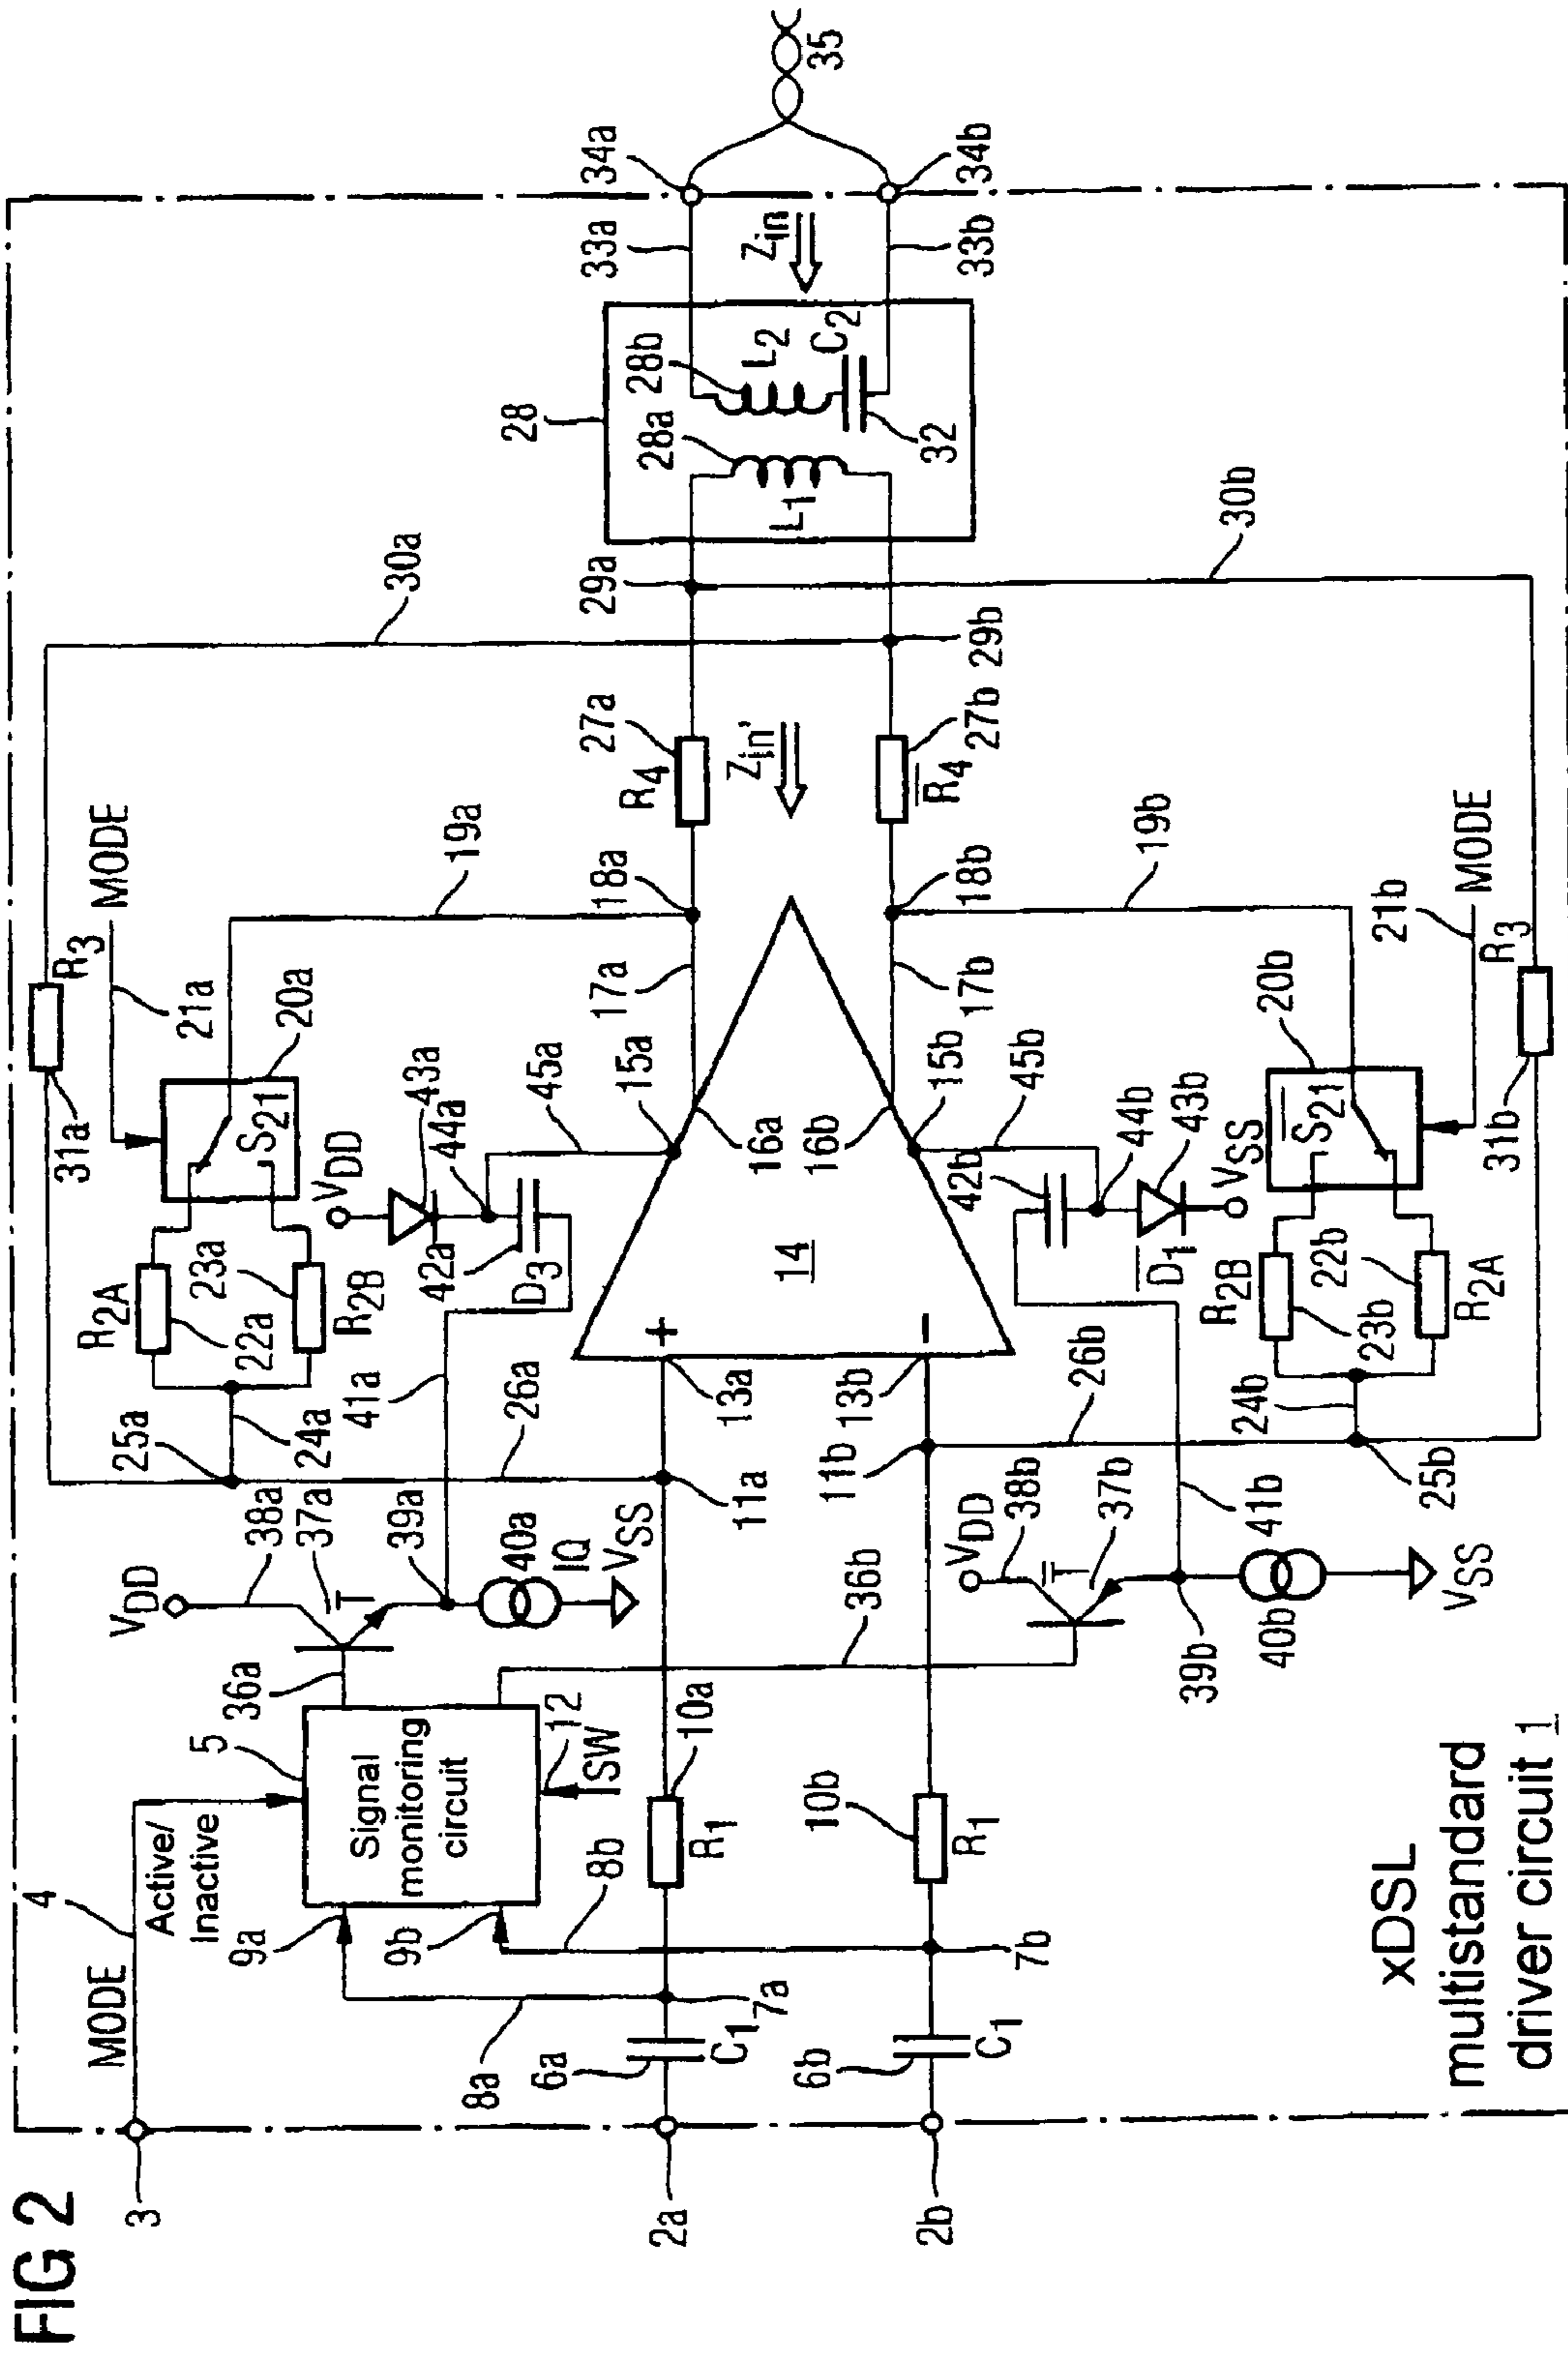 FIG 2
3
MODE
4
Active/
Inactive
9a
9b
5
Signal
monitoring
circuit
36a
VDD
38a
37a
T
39a
40a
IQ
VSS
12
ISW
8a
8b
2a
6a
C1
7a
R1
10a
11a
2b
6b
C1
7b
10b
R1
11b
36b
VDD
38b
T
37b
39b
40b
VSS
41b
25a
24a
26a
41a
R2A
22a
23a
R2B
31a
R3
MODE
21a
20a
S21
VDD
43a
44a
42a
D3
45a
15a
13a
13b
+
−
14
16a
16b
15b
45b
42b
44b
43b
D1
VSS
17a
17b
18a
18b
19a
19b
26b
24b
25b
R2B
23b
22b
R2A
S21
20b
31b
R3
21b
MODE
R4
27a
Zin'
R4
27b
30a
29a
29b
30b
28
28a
L1
28b
L2
C2
32
33a
Zin
33b
34a
34b
35
xDSL
multistandard
driver circuit 1